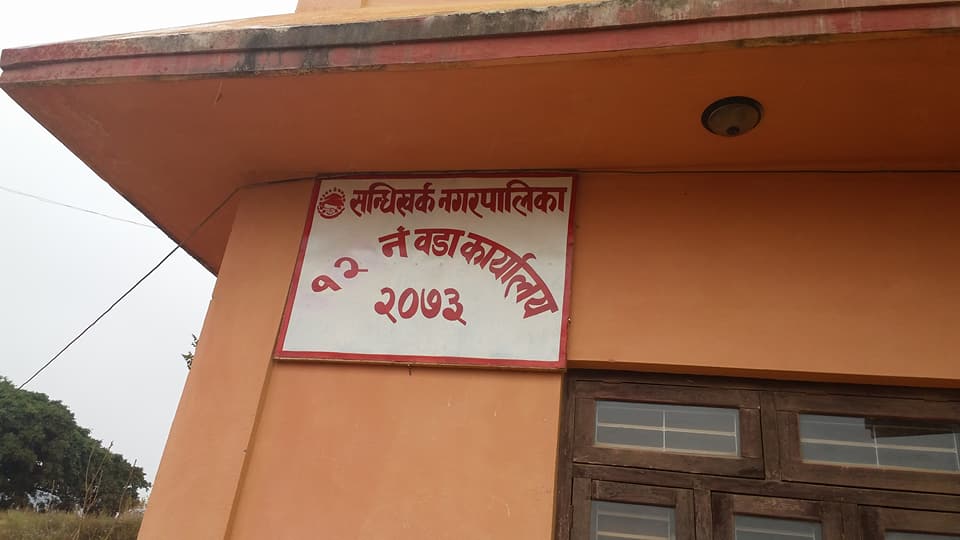 सन्धिखर्क नगरपालिका
१२ नं वडा कार्यालय
२०७३